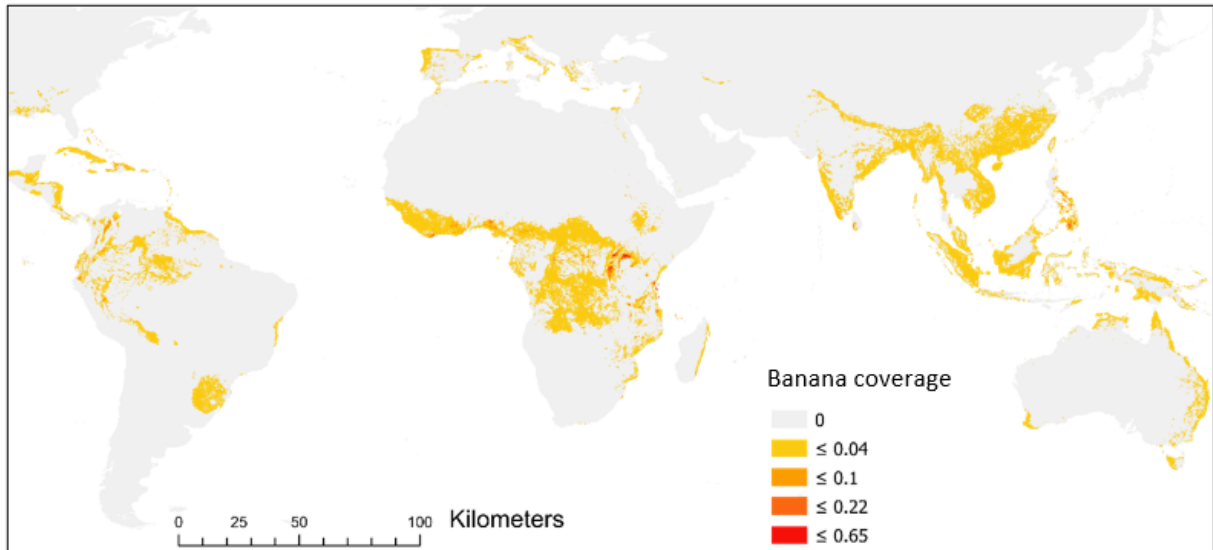 Banana coverage
0
≤ 0.04
≤ 0.1
≤ 0.22
≤ 0.65
0 25 50 100 Kilometers